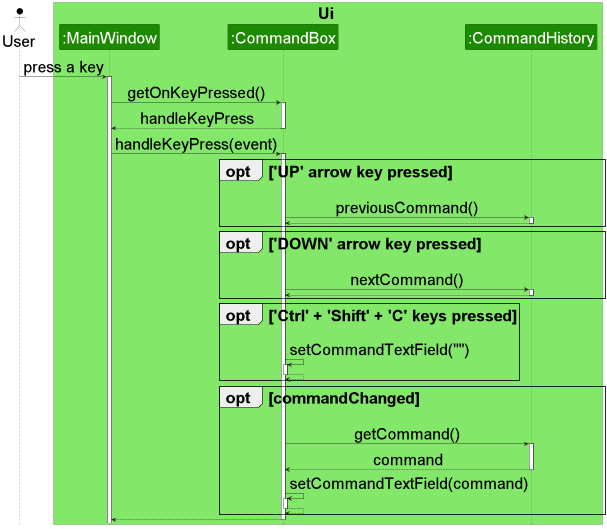 Ui
User
:MainWindow
:CommandBox
:CommandHistory
press a key
getOnKeyPressed()
handleKeyPress
handleKeyPress(event)
opt ['UP' arrow key pressed]
previousCommand()
opt ['DOWN' arrow key pressed]
nextCommand()
opt ['Ctrl' + 'Shift' + 'C' keys pressed]
setCommandTextField("")
opt [commandChanged]
getCommand()
command
setCommandTextField(command)